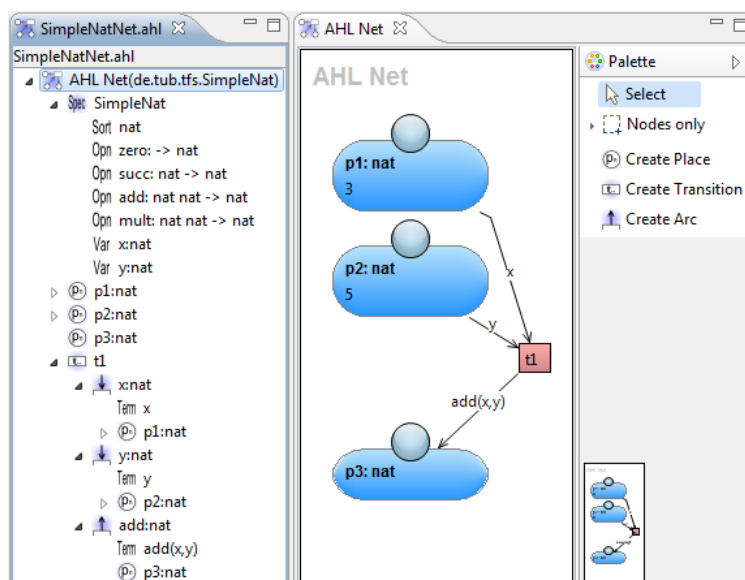 SimpleNatNet.ahl
SimpleNatNet.ahl
AHL Net(de.tub.tfs.SimpleNat)
Spec SimpleNat
Sort nat
Opn zero: -> nat
Opn succ: nat -> nat
Opn add: nat nat -> nat
Opn mult: nat nat -> nat
Var x:nat
Var y:nat
p1:nat
p2:nat
p3:nat
t1
x:nat
Term x
p1:nat
y:nat
Term y
p2:nat
add:nat
Term add(x,y)
p3:nat
AHL Net
AHL Net
p1: nat
3
p2: nat
5
x
y
t1
add(x,y)
p3: nat
Palette
Select
Nodes only
Create Place
Create Transition
Create Arc